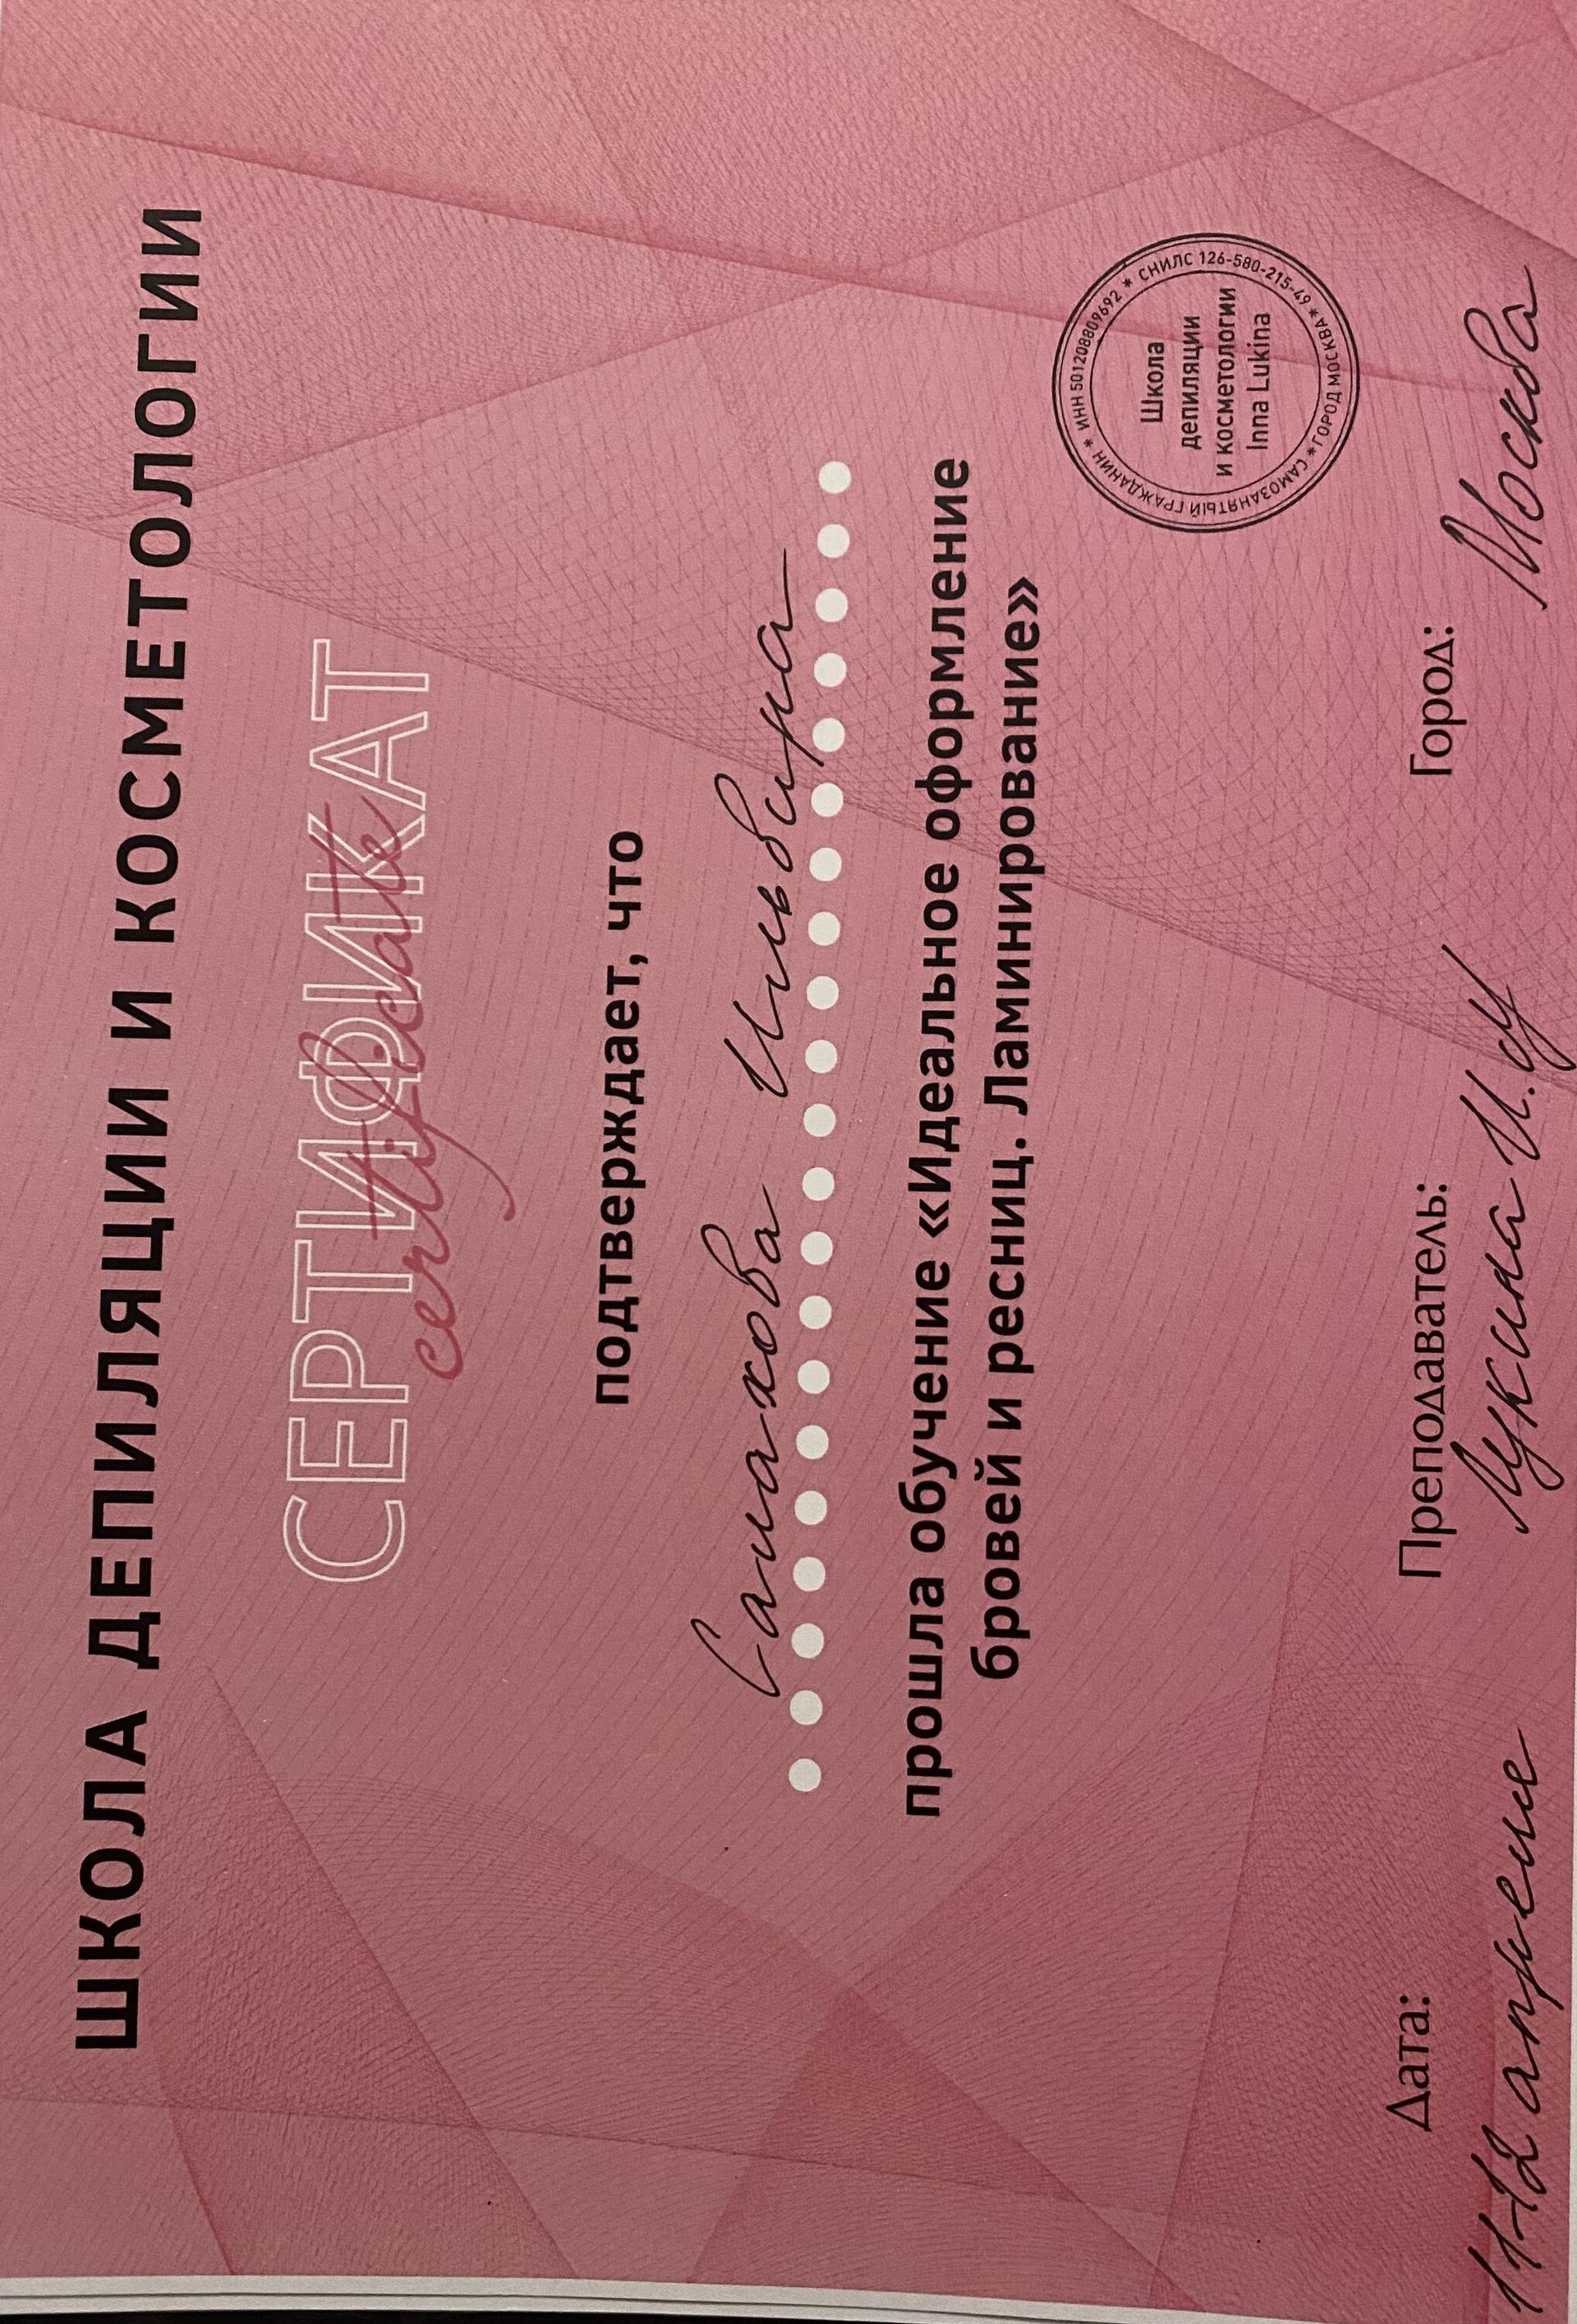 ШКОЛА ДЕПИЛЯЦИИ И КОСМЕТОЛОГИИ
СЕРТИФИКАТ
certificate
подтверждает, что
Салахова Ильвира
прошла обучение «Идеальное оформление
бровей и ресниц. Ламинирование»
САМОЗАНЯТЫЙ ГРАЖДАНИН * ИНН 501208809692 * СНИЛС 126-580-215-49 * ГОРОД МОСКВА *
Школа
депиляции
и косметологии
Inna Lukina
Дата:
Преподаватель:
Город:
11-12 апреля
Лукина И.
Москва